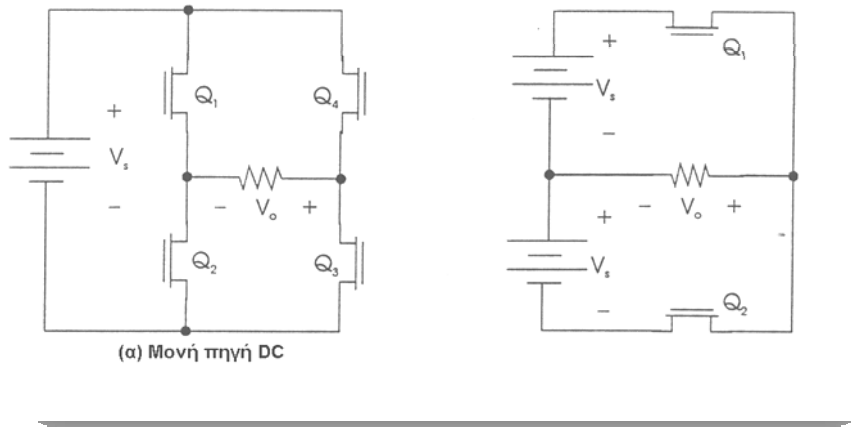 Q₁
Q₄
+
Vₛ
−
− Vₒ +
Q₂
Q₃
(α) Μονή πηγή DC
+
Vₛ
−
Q₁
− Vₒ +
+
Vₛ
−
Q₂